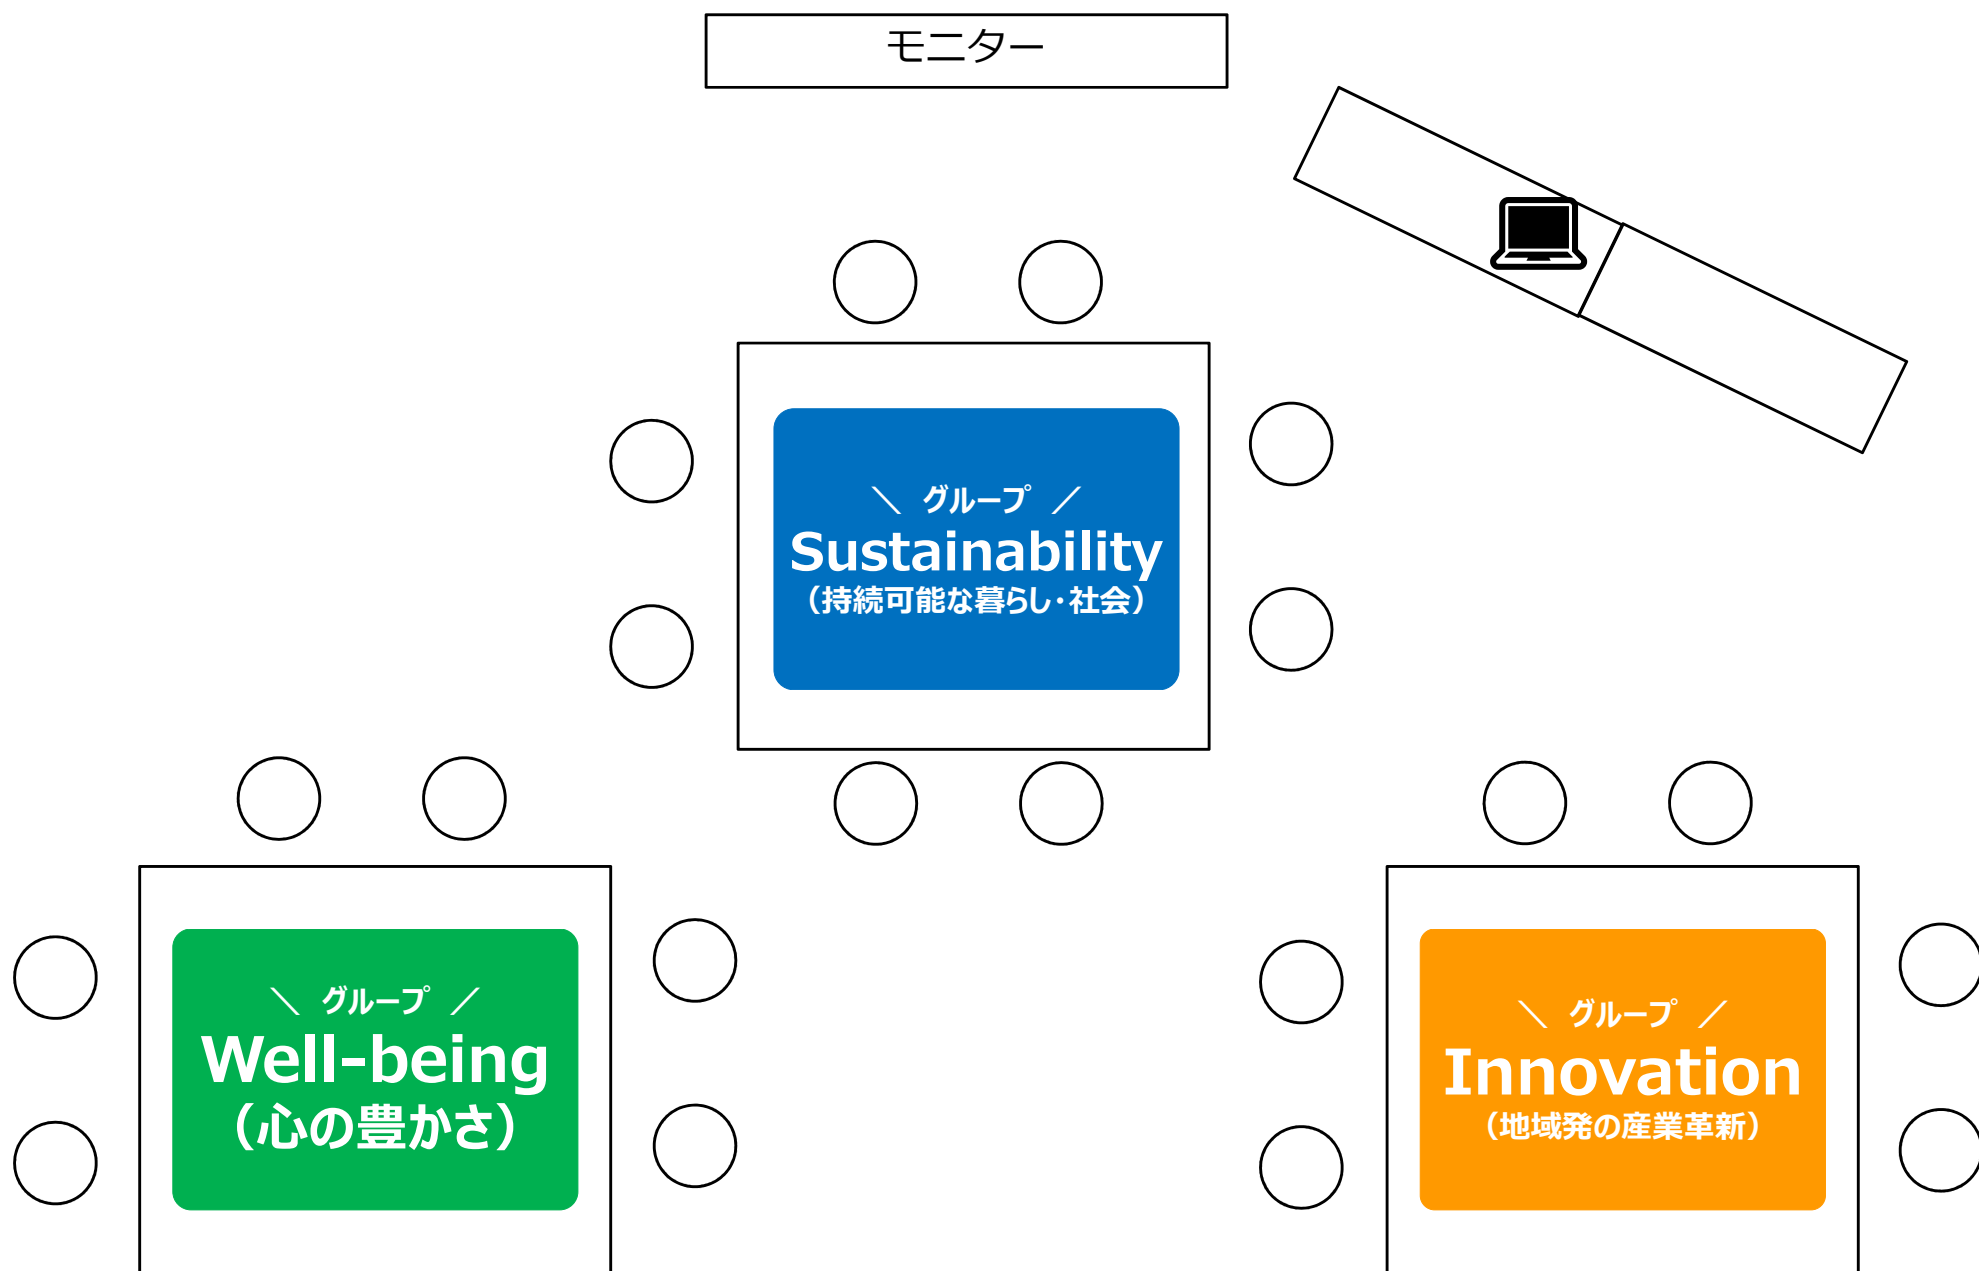 モニター
＼ グループ ／
Sustainability
（持続可能な暮らし・社会）
＼ グループ ／
Well-being
（心の豊かさ）
＼ グループ ／
Innovation
（地域発の産業革新）